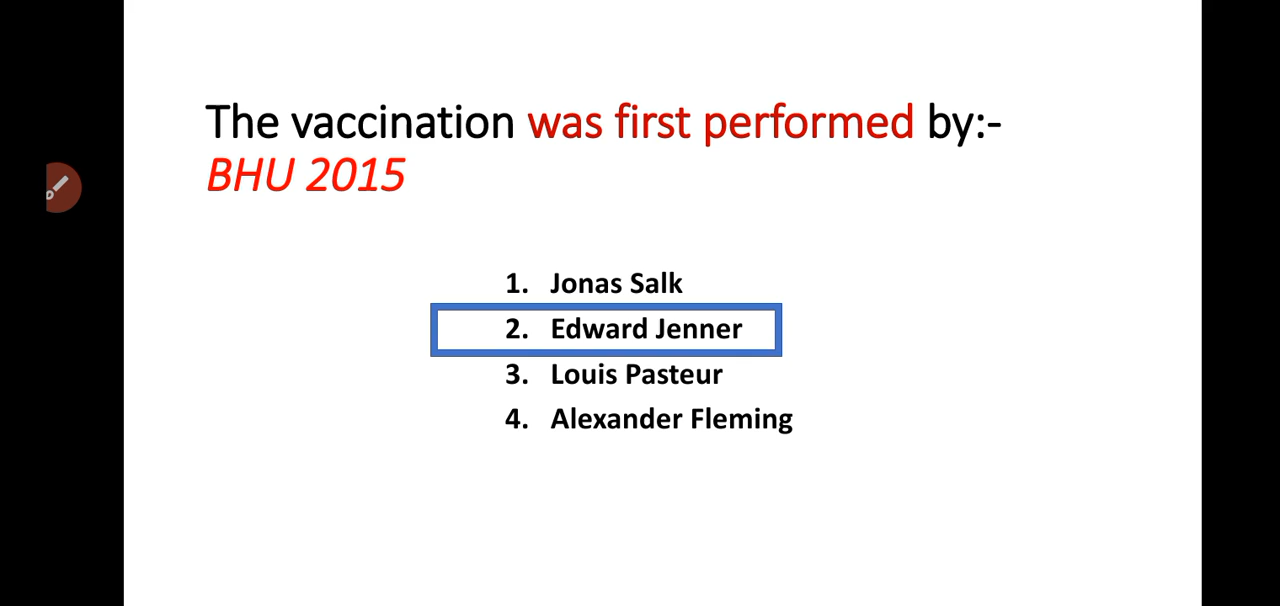 The vaccination was first performed by:-
BHU 2015
1. Jonas Salk
2. Edward Jenner
3. Louis Pasteur
4. Alexander Fleming